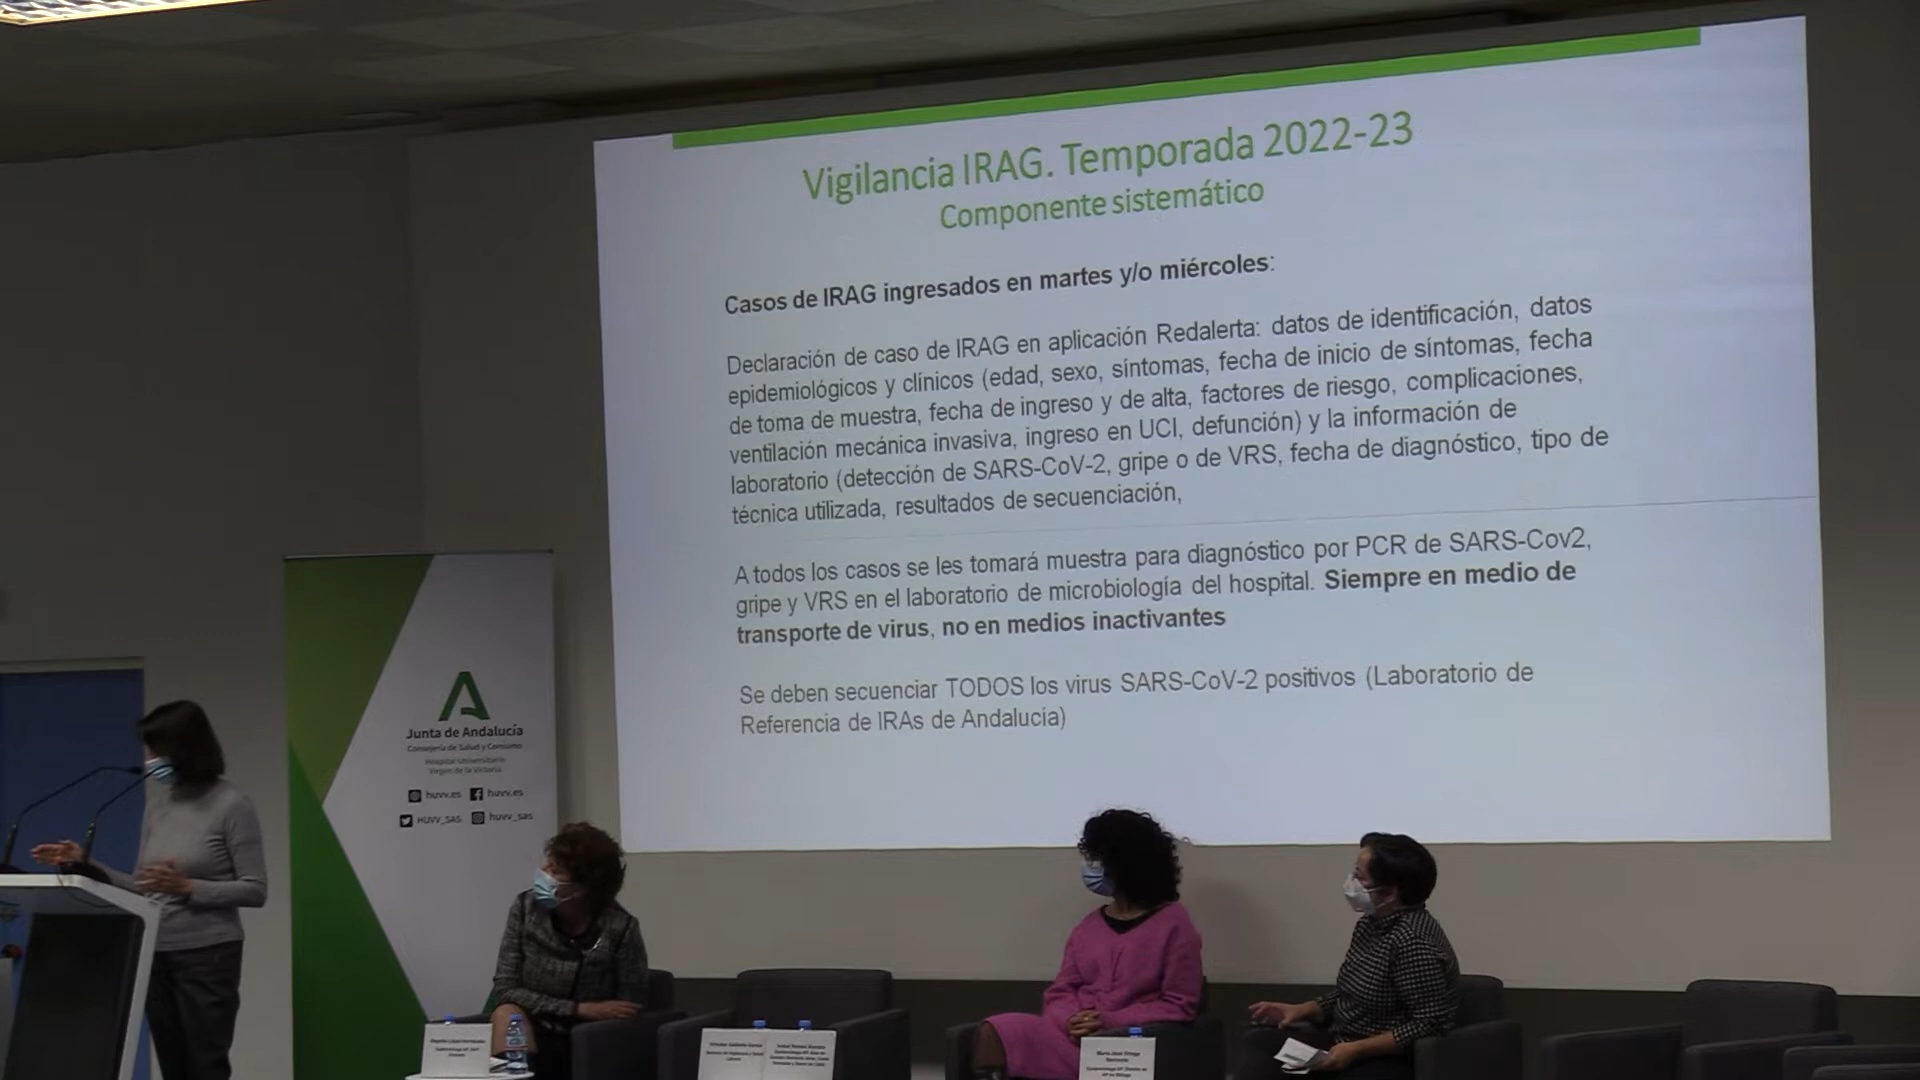 Vigilancia IRAG. Temporada 2022-23
Componente sistemático
Casos de IRAG ingresados en martes y/o miércoles:
Declaración de caso de IRAG en aplicación Redalerta: datos de identificación, datos
epidemiológicos y clínicos (edad, sexo, síntomas, fecha de inicio de síntomas, fecha
de toma de muestra, fecha de ingreso y de alta, factores de riesgo, complicaciones,
ventilación mecánica invasiva, ingreso en UCI, defunción) y la información de
laboratorio (detección de SARS-CoV-2, gripe o de VRS, fecha de diagnóstico, tipo de
técnica utilizada, resultados de secuenciación,
A todos los casos se les tomará muestra para diagnóstico por PCR de SARS-Cov2,
gripe y VRS en el laboratorio de microbiología del hospital. Siempre en medio de
transporte de virus, no en medios inactivantes
Se deben secuenciar TODOS los virus SARS-CoV-2 positivos (Laboratorio de
Referencia de IRAs de Andalucia)
Junta de Andalucía
Consejería de Salud y Consumo
Hospital Universitario
Virgen de la Victoria
huvv.es huvv.es
HUVV_SAS huvv_sas